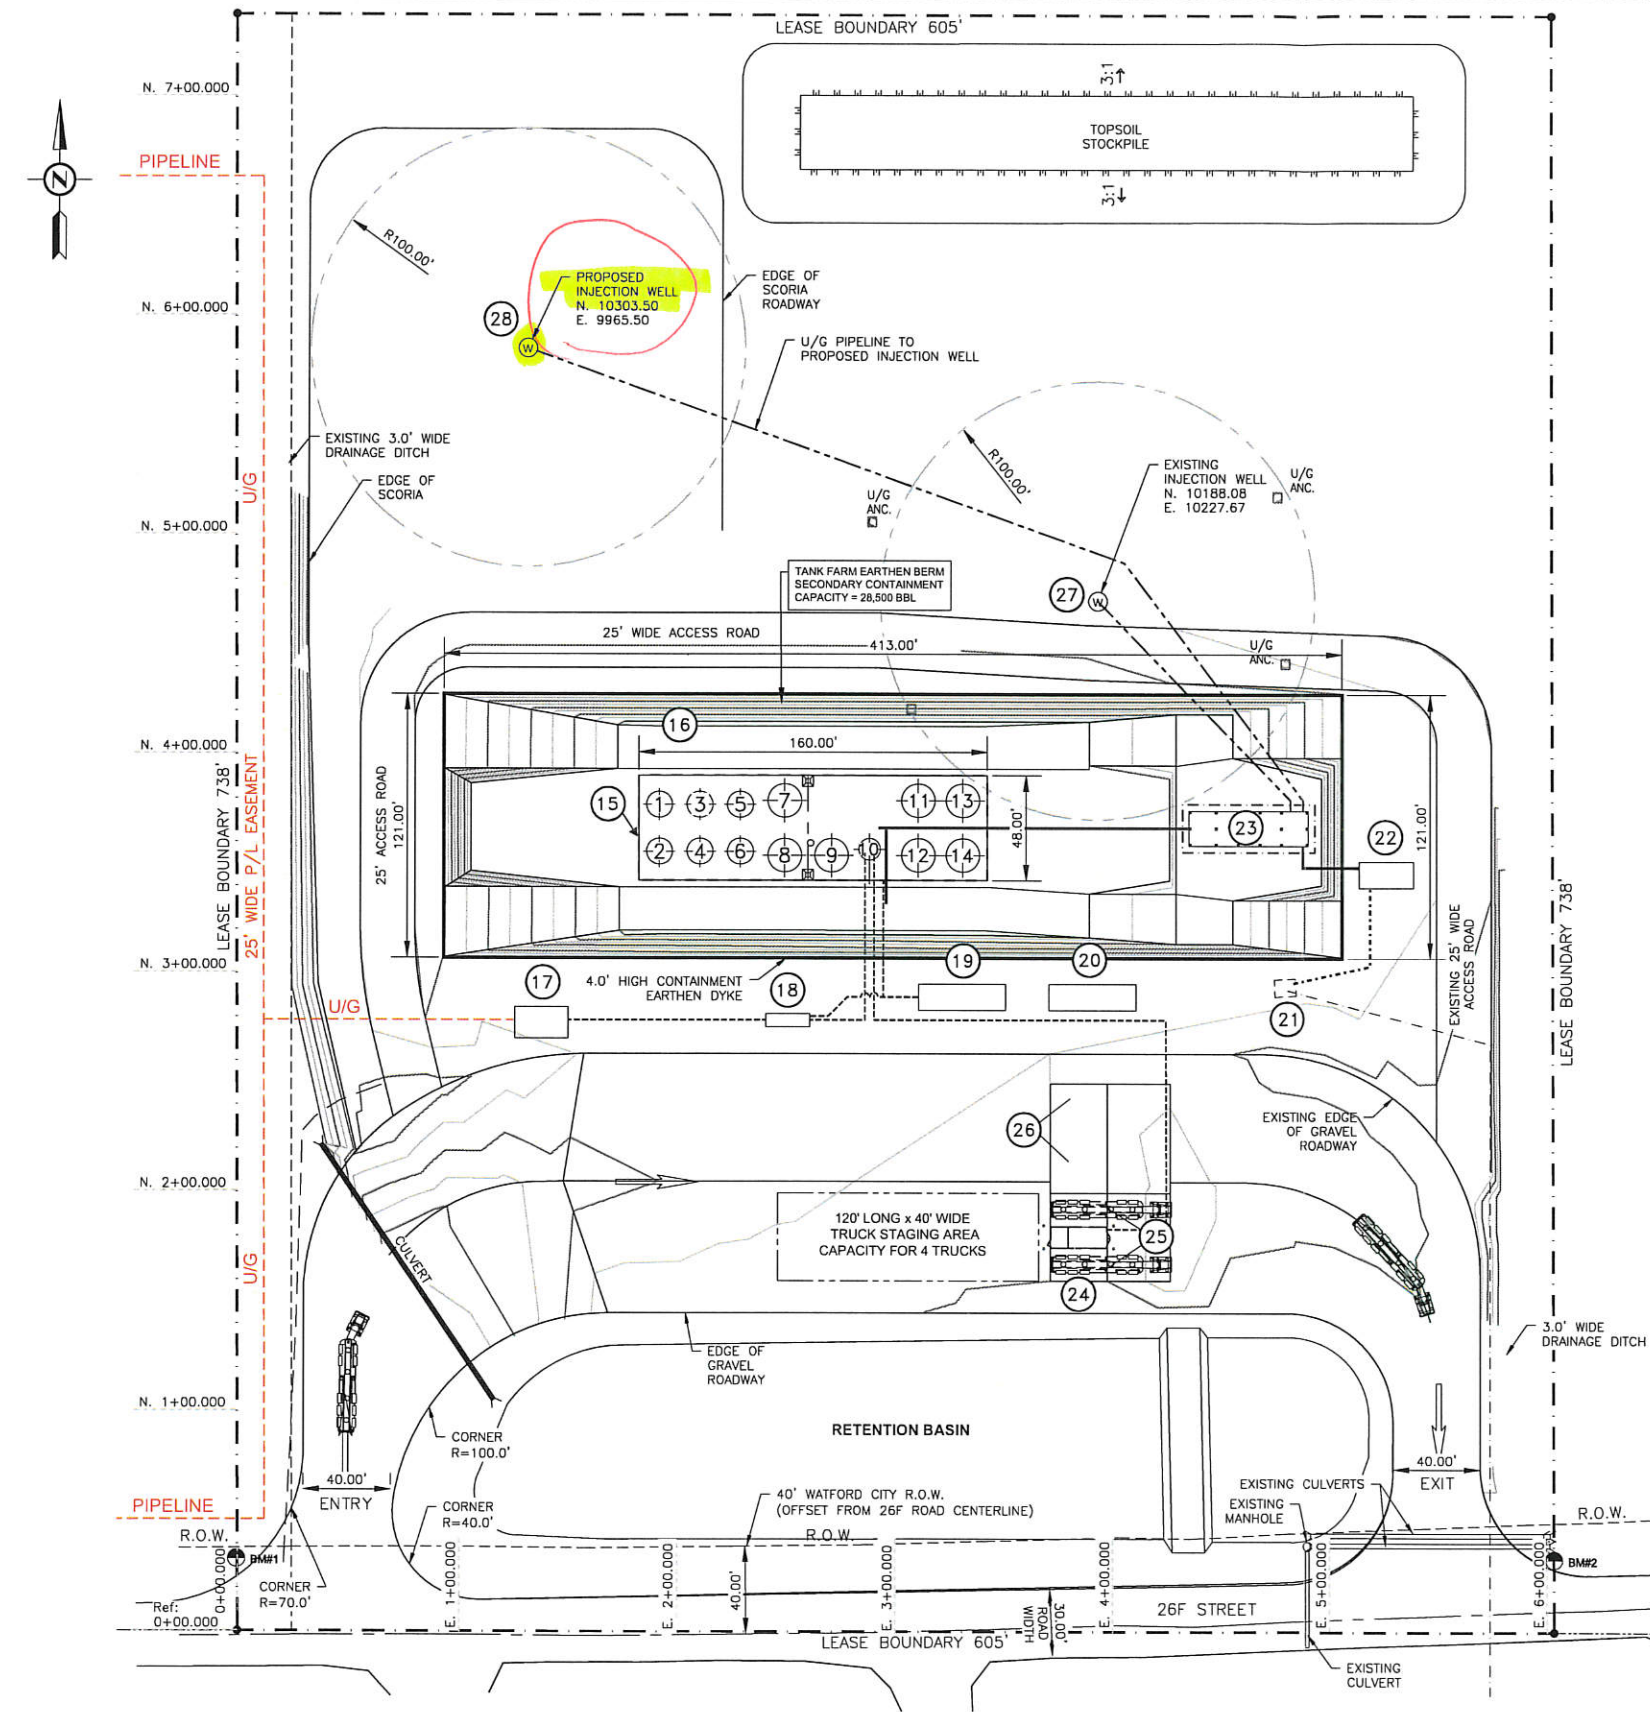 LEASE BOUNDARY 605'
N. 7+00.000
3:1
TOPSOIL
STOCKPILE
3:1
PIPELINE
N
R100.00'
PROPOSED
INJECTION WELL
N. 10303.50
E. 9965.50
EDGE OF
SCORIA
ROADWAY
N. 6+00.000
28
W
U/G PIPELINE TO
PROPOSED INJECTION WELL
EXISTING 3.0' WIDE
DRAINAGE DITCH
EDGE OF
SCORIA
U/G
R100.00'
EXISTING
INJECTION WELL
N. 10188.08
E. 10227.67
U/G
ANC.
U/G
ANC.
N. 5+00.000
TANK FARM EARTHEN BERM
SECONDARY CONTAINMENT
CAPACITY = 28,500 BBL
27
W
25' WIDE ACCESS ROAD
413.00'
U/G
ANC.
16
N. 4+00.000
160.00'
LEASE BOUNDARY 738'
25' WIDE P/L EASEMENT
25' ACCESS ROAD
121.00'
15
1
3
5
7
11
13
2
4
6
8
9
10
12
14
48.00'
23
22
121.00'
N. 3+00.000
4.0' HIGH CONTAINMENT
EARTHEN DYKE
17
18
19
20
21
EXISTING 25' WIDE
ACCESS ROAD
LEASE BOUNDARY 738'
U/G
26
EXISTING EDGE
OF GRAVEL
ROADWAY
N. 2+00.000
120' LONG x 40' WIDE
TRUCK STAGING AREA
CAPACITY FOR 4 TRUCKS
25
24
CULVERT
U/G
EDGE OF
GRAVEL
ROADWAY
3.0' WIDE
DRAINAGE DITCH
N. 1+00.000
CORNER
R=100.0'
RETENTION BASIN
40.00'
ENTRY
40.00'
EXIT
PIPELINE
CORNER
R=40.0'
40' WATFORD CITY R.O.W.
(OFFSET FROM 26F ROAD CENTERLINE)
EXISTING CULVERTS
EXISTING
MANHOLE
R.O.W.
R.O.W.
R.O.W.
BM#1
BM#2
CORNER
R=70.0'
Ref:
0+00.000
0+00.000
E. 1+00.000
E. 2+00.000
40.00'
E. 3+00.000
30.00'
ROAD
WIDTH
E. 4+00.000
26F STREET
E. 5+00.000
E. 6+00.000
LEASE BOUNDARY 605'
EXISTING
CULVERT